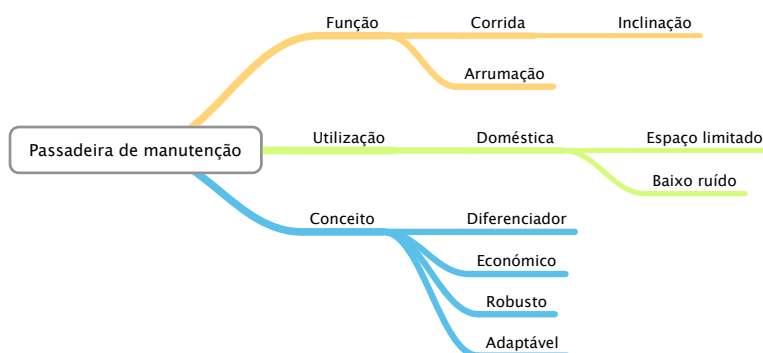 Passadeira de manutenção
Função
Corrida
Inclinação
Arrumação
Utilização
Doméstica
Espaço limitado
Baixo ruído
Conceito
Diferenciador
Económico
Robusto
Adaptável